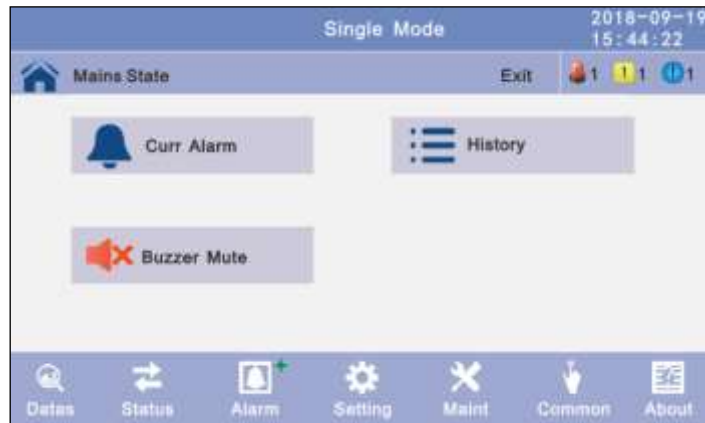 Single Mode
2018-09-19
15:44:22
Mains State
Exit
1
1
1
Curr Alarm
History
Buzzer Mute
Datas
Status
Alarm
Setting
Maint
Common
About